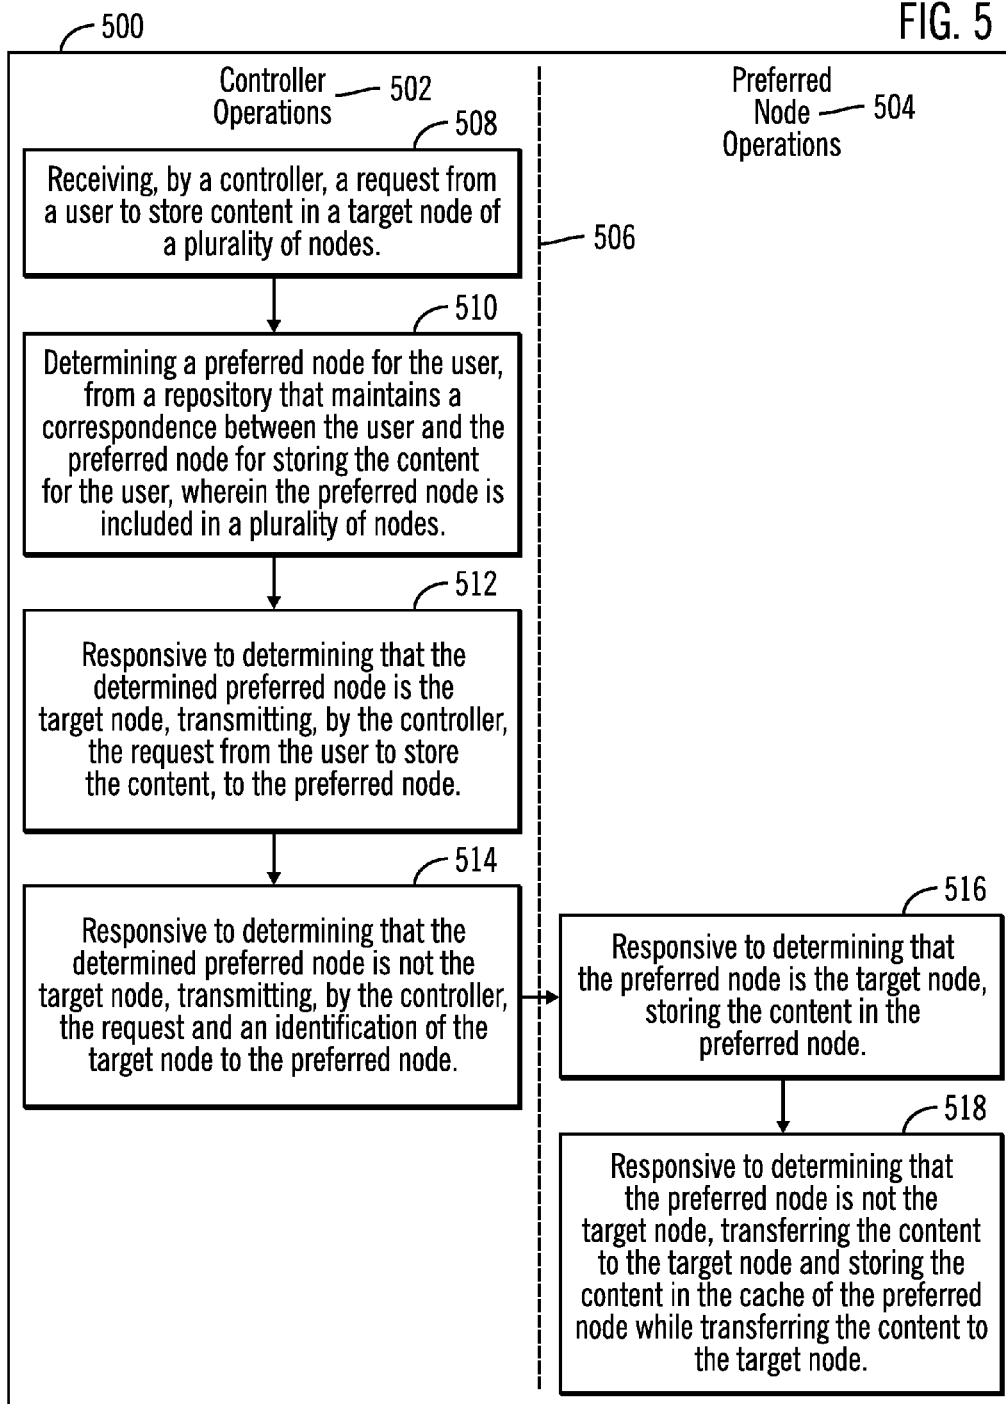 FIG. 5
500
Controller
Operations
502
Preferred
Node
Operations
504
508
Receiving, by a controller, a request from
a user to store content in a target node of
a plurality of nodes.
506
510
Determining a preferred node for the user,
from a repository that maintains a
correspondence between the user and the
preferred node for storing the content
for the user, wherein the preferred node is
included in a plurality of nodes.
512
Responsive to determining that the
determined preferred node is the
target node, transmitting, by the controller,
the request from the user to store
the content, to the preferred node.
514
Responsive to determining that the
determined preferred node is not the
target node, transmitting, by the controller,
the request and an identification of the
target node to the preferred node.
516
Responsive to determining that
the preferred node is the target node,
storing the content in the
preferred node.
518
Responsive to determining that
the preferred node is not the
target node, transferring the content
to the target node and storing the
content in the cache of the preferred
node while transferring the content to
the target node.